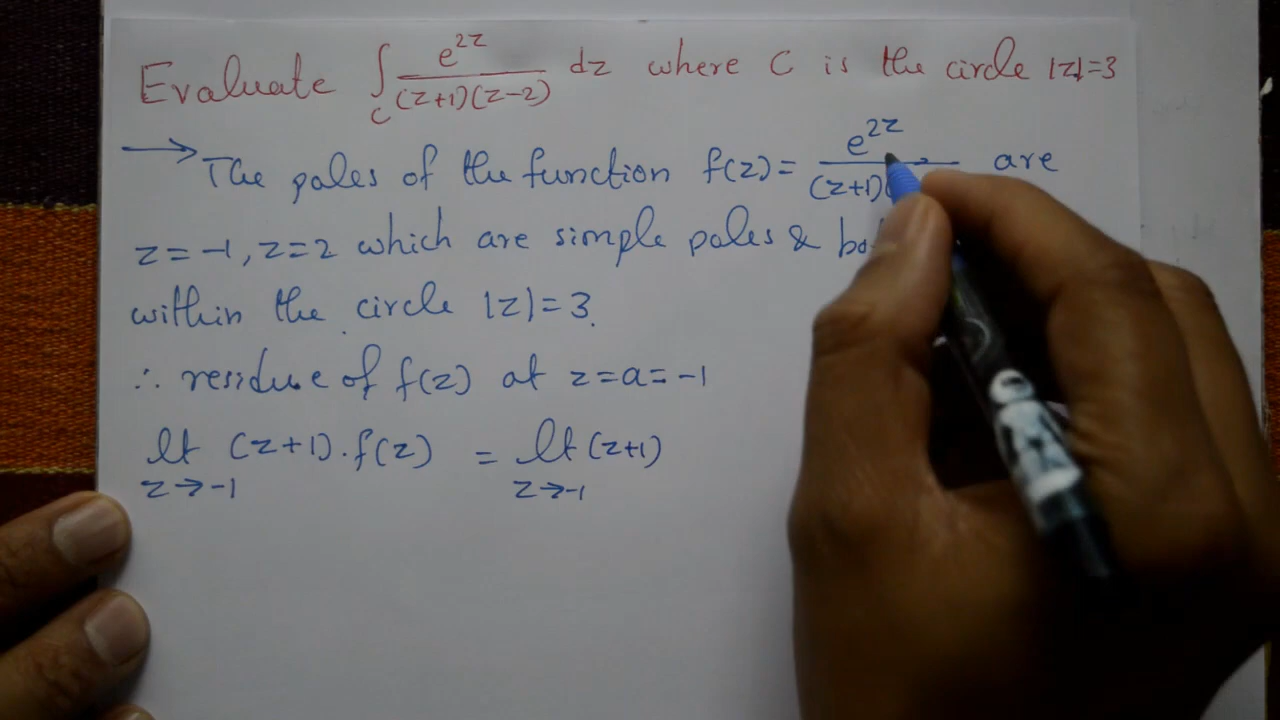 Evaluate ∫_C e^{2z}/((z+1)(z-2)) dz where C is the circle |z|=3
→ The poles of the function f(z) = e^{2z}/((z+1)( are
z=-1, z=2 which are simple poles &
within the circle |z|=3.
∴ residue of f(z) at z=a=-1
lt_{z→-1} (z+1).f(z) = lt_{z→-1} (z+1)